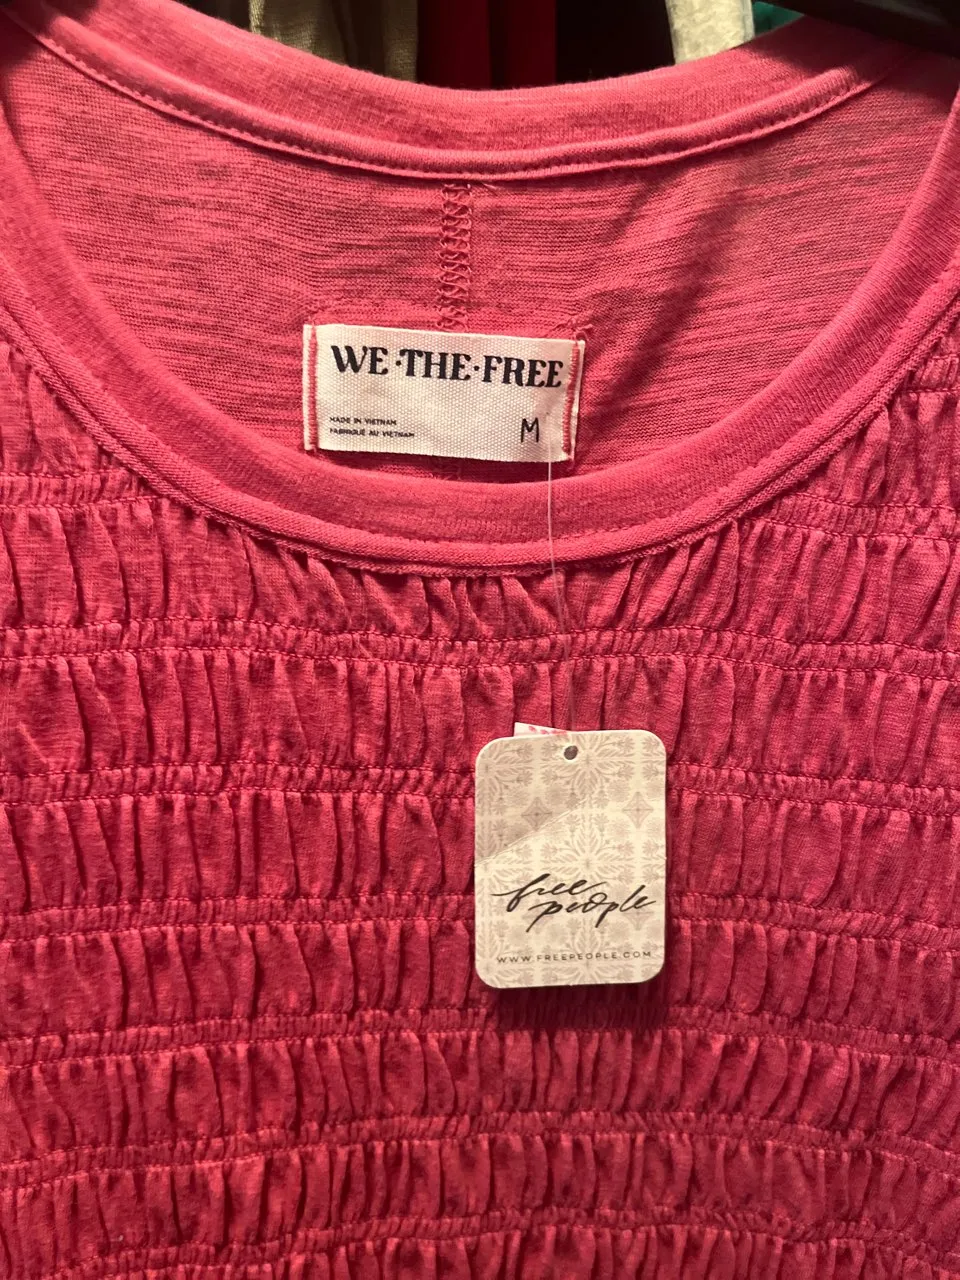 WE·THE·FREE
MADE IN VIETNAM
FABRIQUÉ AU VIETNAM
M
free
people
WWW.FREEPEOPLE.COM